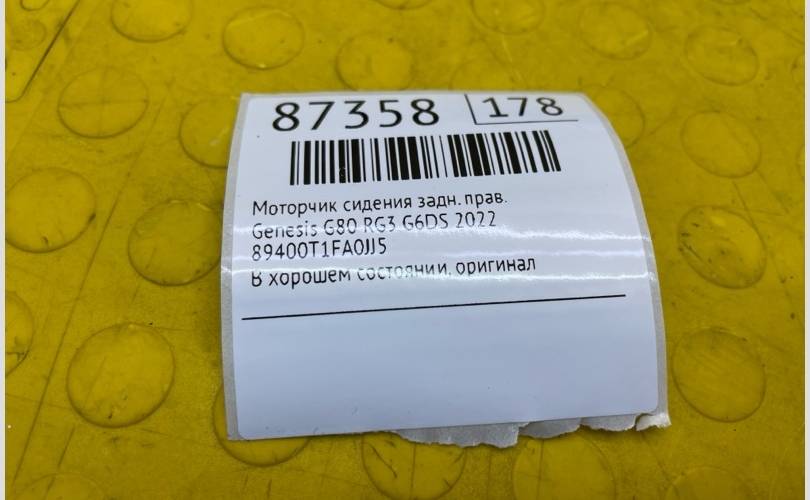 87358 178
Моторчик сидения задн. прав.
Genesis G80 RG3 G6DS 2022
89400T1FA0JJ5
В хорошем состоянии, оригинал